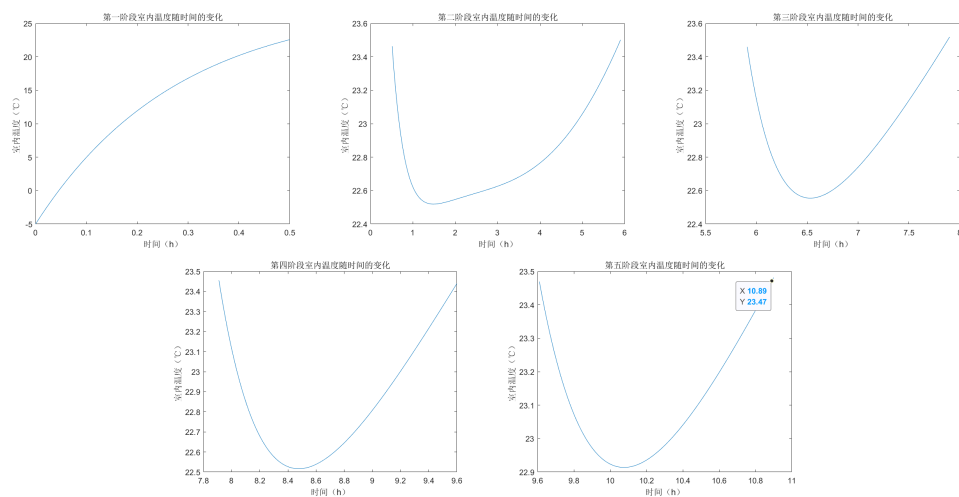 第一阶段室内温度随时间的变化
25
20
15
10
5
0
-5
室内温度（℃）
0 0.1 0.2 0.3 0.4 0.5
时间（h）
第二阶段室内温度随时间的变化
23.6
23.4
23.2
23
22.8
22.6
22.4
室内温度（℃）
0 1 2 3 4 5 6
时间（h）
第三阶段室内温度随时间的变化
23.6
23.4
23.2
23
22.8
22.6
22.4
室内温度（℃）
5.5 6 6.5 7 7.5 8
时间（h）
第四阶段室内温度随时间的变化
23.5
23.4
23.3
23.2
23.1
23
22.9
22.8
22.7
22.6
22.5
室内温度（℃）
7.8 8 8.2 8.4 8.6 8.8 9 9.2 9.4 9.6
时间（h）
第五阶段室内温度随时间的变化
X 10.89
Y 23.47
23.5
23.4
23.3
23.2
23.1
23
22.9
室内温度（℃）
9.6 9.8 10 10.2 10.4 10.6 10.8 11
时间（h）